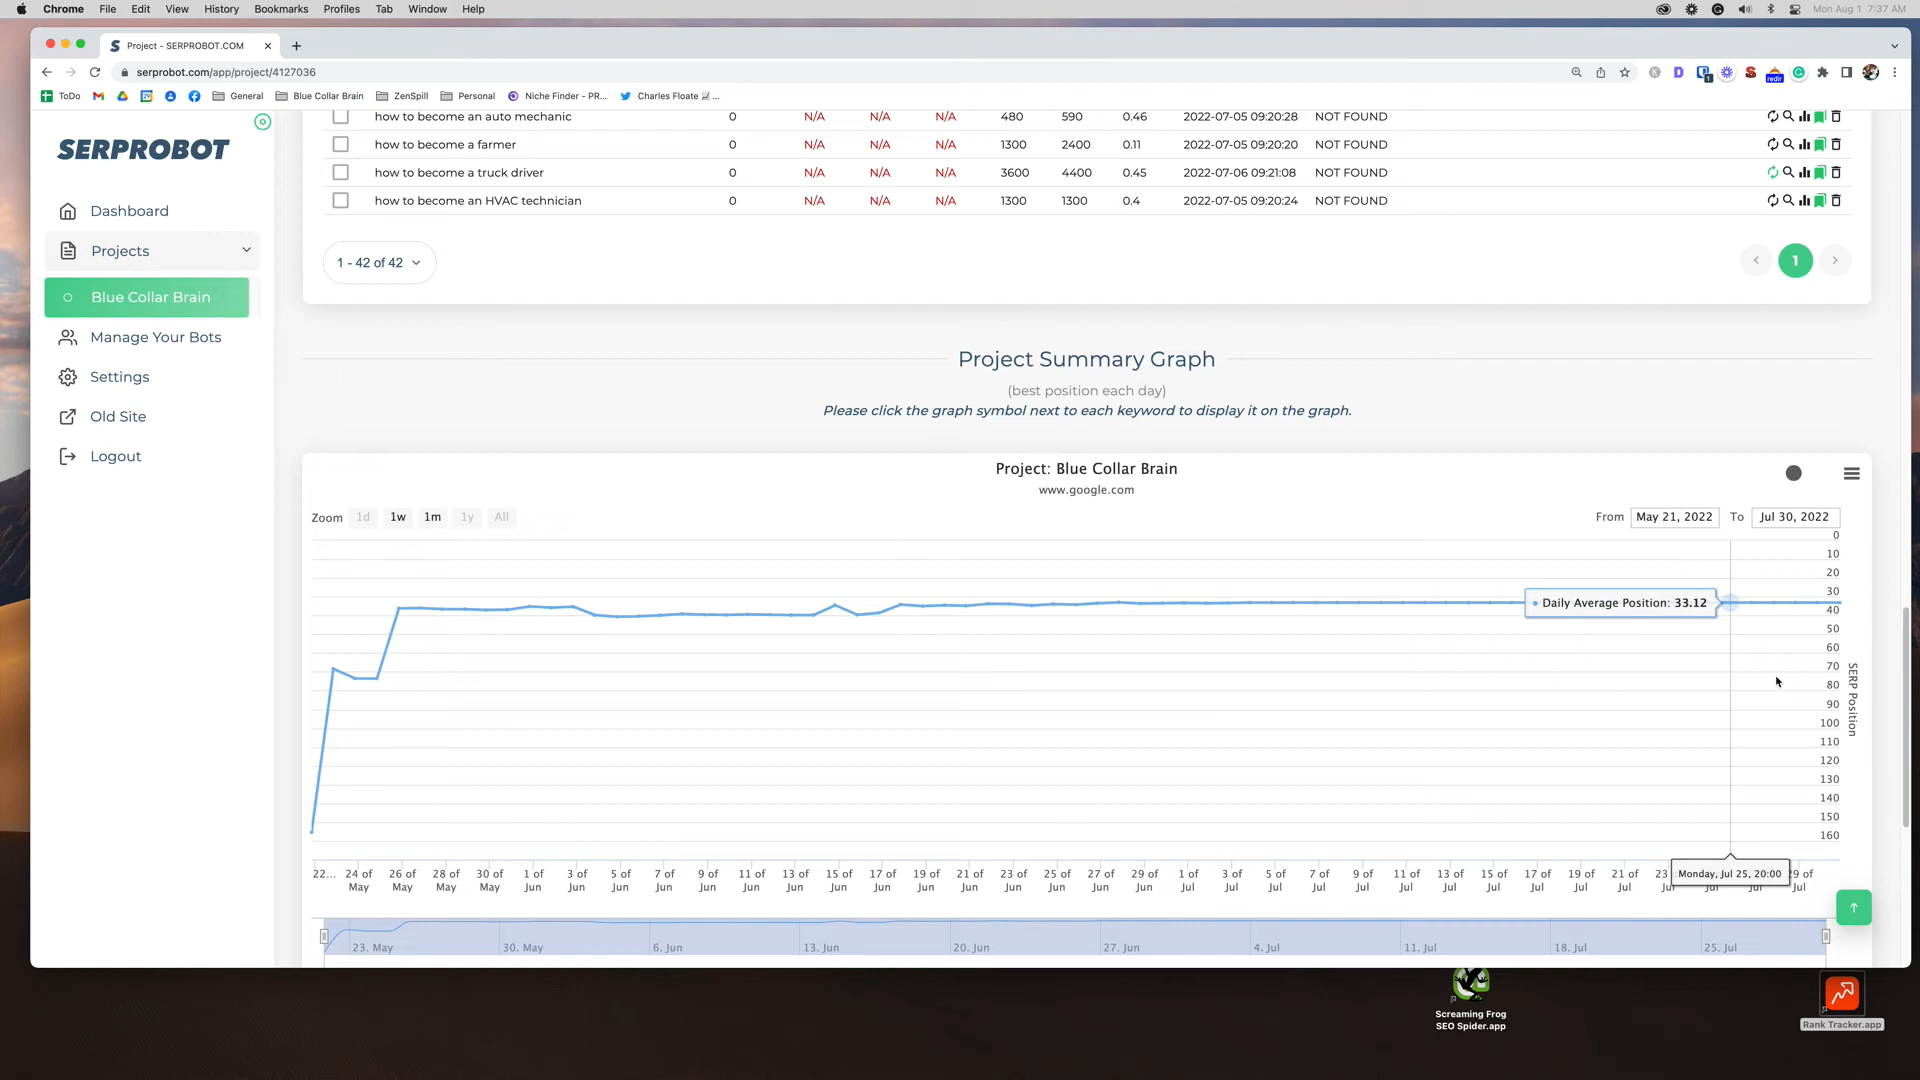 Chrome File Edit View History Bookmarks Profiles Tab Window Help Mon Aug 1 7:37 AM
Project - SERPROBOT.COM
serprobot.com/app/project/4127036
ToDo General Blue Collar Brain ZenSpill Personal Niche Finder - PR... Charles Floate ...
SERPROBOT
Dashboard
Projects
Blue Collar Brain
Manage Your Bots
Settings
Old Site
Logout
how to become an auto mechanic 0 N/A N/A N/A 480 590 0.46 2022-07-05 09:20:28 NOT FOUND
how to become a farmer 0 N/A N/A N/A 1300 2400 0.11 2022-07-05 09:20:20 NOT FOUND
how to become a truck driver 0 N/A N/A N/A 3600 4400 0.45 2022-07-06 09:21:08 NOT FOUND
how to become an HVAC technician 0 N/A N/A N/A 1300 1300 0.4 2022-07-05 09:20:24 NOT FOUND
1 - 42 of 42 1
Project Summary Graph
(best position each day)
Please click the graph symbol next to each keyword to display it on the graph.
Project: Blue Collar Brain
www.google.com
Zoom 1d 1w 1m 1y All From May 21, 2022 To Jul 30, 2022
0
10
20
30
40
50
60
70
80
90
100
110
120
130
140
150
160
SERP Position
Daily Average Position: 33.12
22... 24 of May 26 of May 28 of May 30 of May 1 of Jun 3 of Jun 5 of Jun 7 of Jun 9 of Jun 11 of Jun 13 of Jun 15 of Jun 17 of Jun 19 of Jun 21 of Jun 23 of Jun 25 of Jun 27 of Jun 29 of Jun 1 of Jul 3 of Jul 5 of Jul 7 of Jul 9 of Jul 11 of Jul 13 of Jul 15 of Jul 17 of Jul 19 of Jul 21 of Jul
Monday, Jul 25, 20:00
23. May 30. May 6. Jun 13. Jun 20. Jun 27. Jun 4. Jul 11. Jul 18. Jul 25. Jul
Screaming Frog
SEO Spider.app
Rank Tracker.app